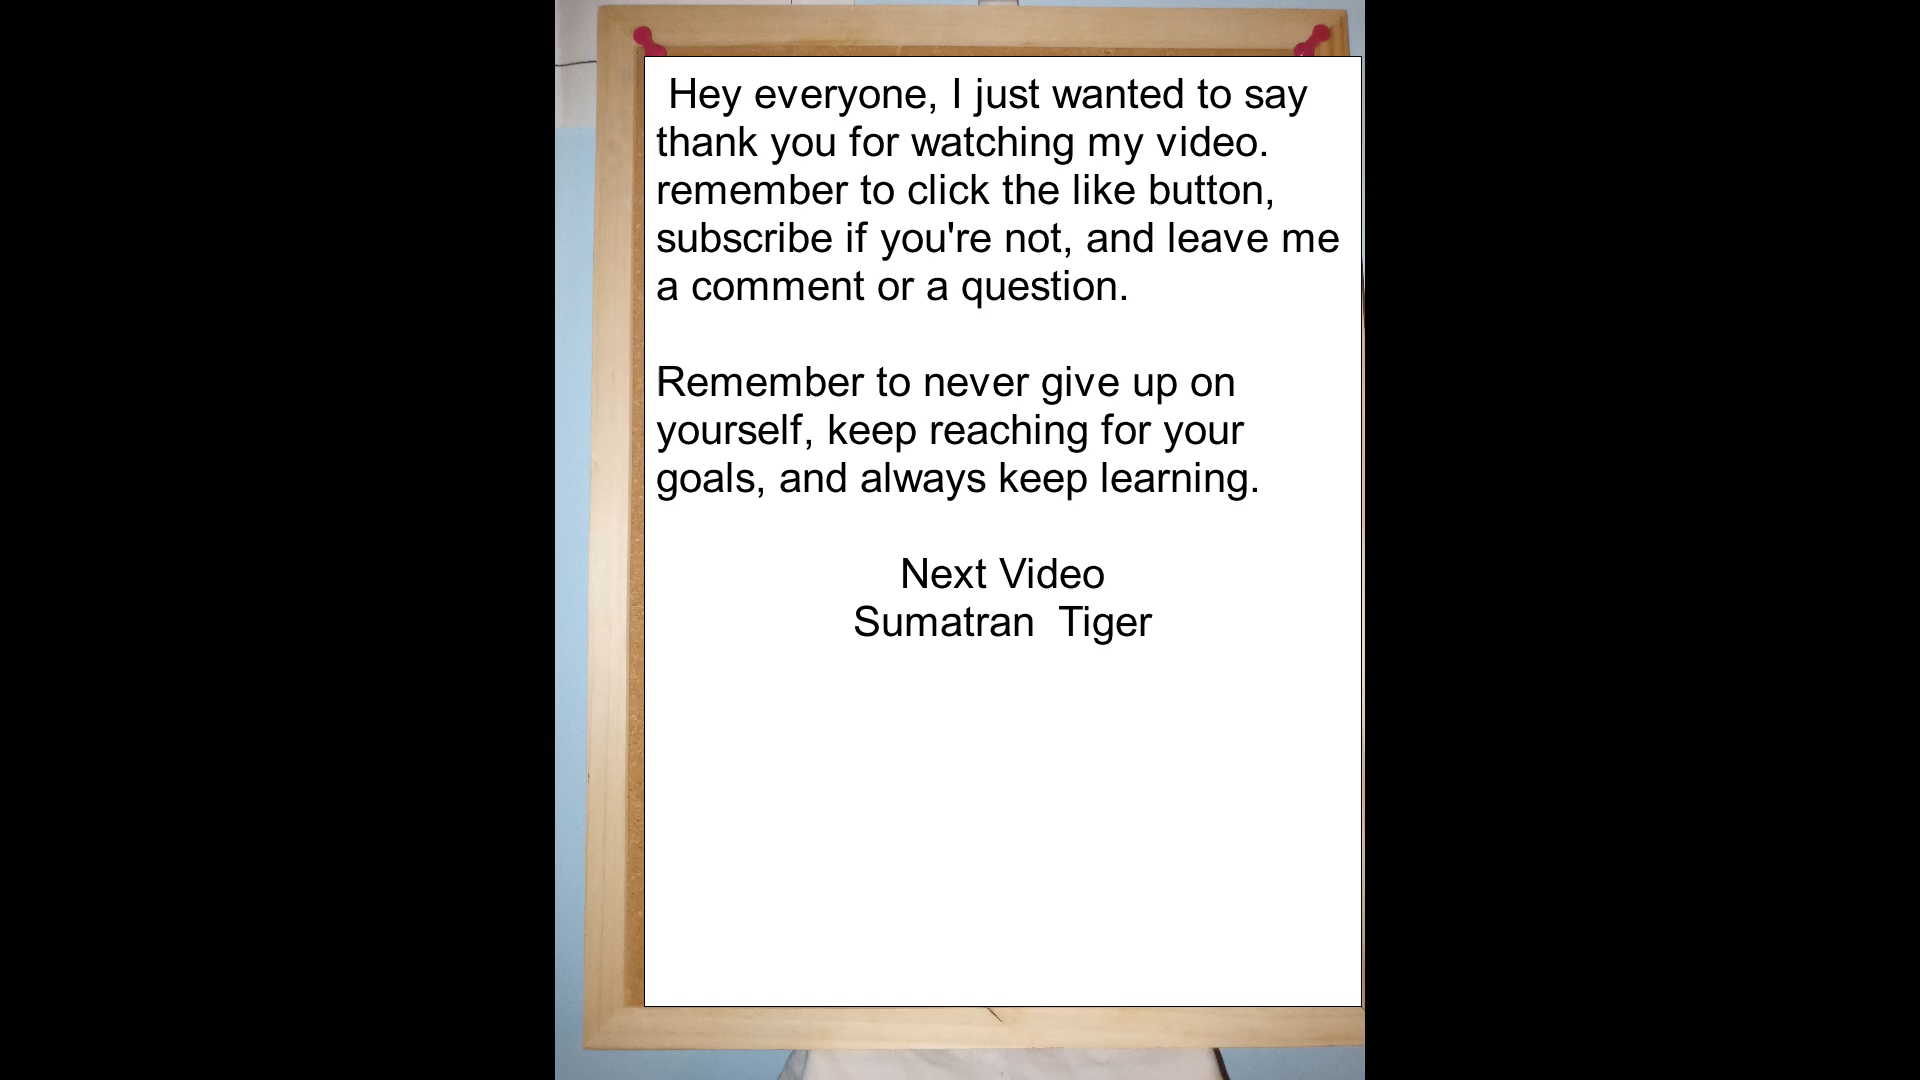 Hey everyone, I just wanted to say
thank you for watching my video.
remember to click the like button,
subscribe if you're not, and leave me
a comment or a question.
Remember to never give up on
yourself, keep reaching for your
goals, and always keep learning.
Next Video
Sumatran  Tiger